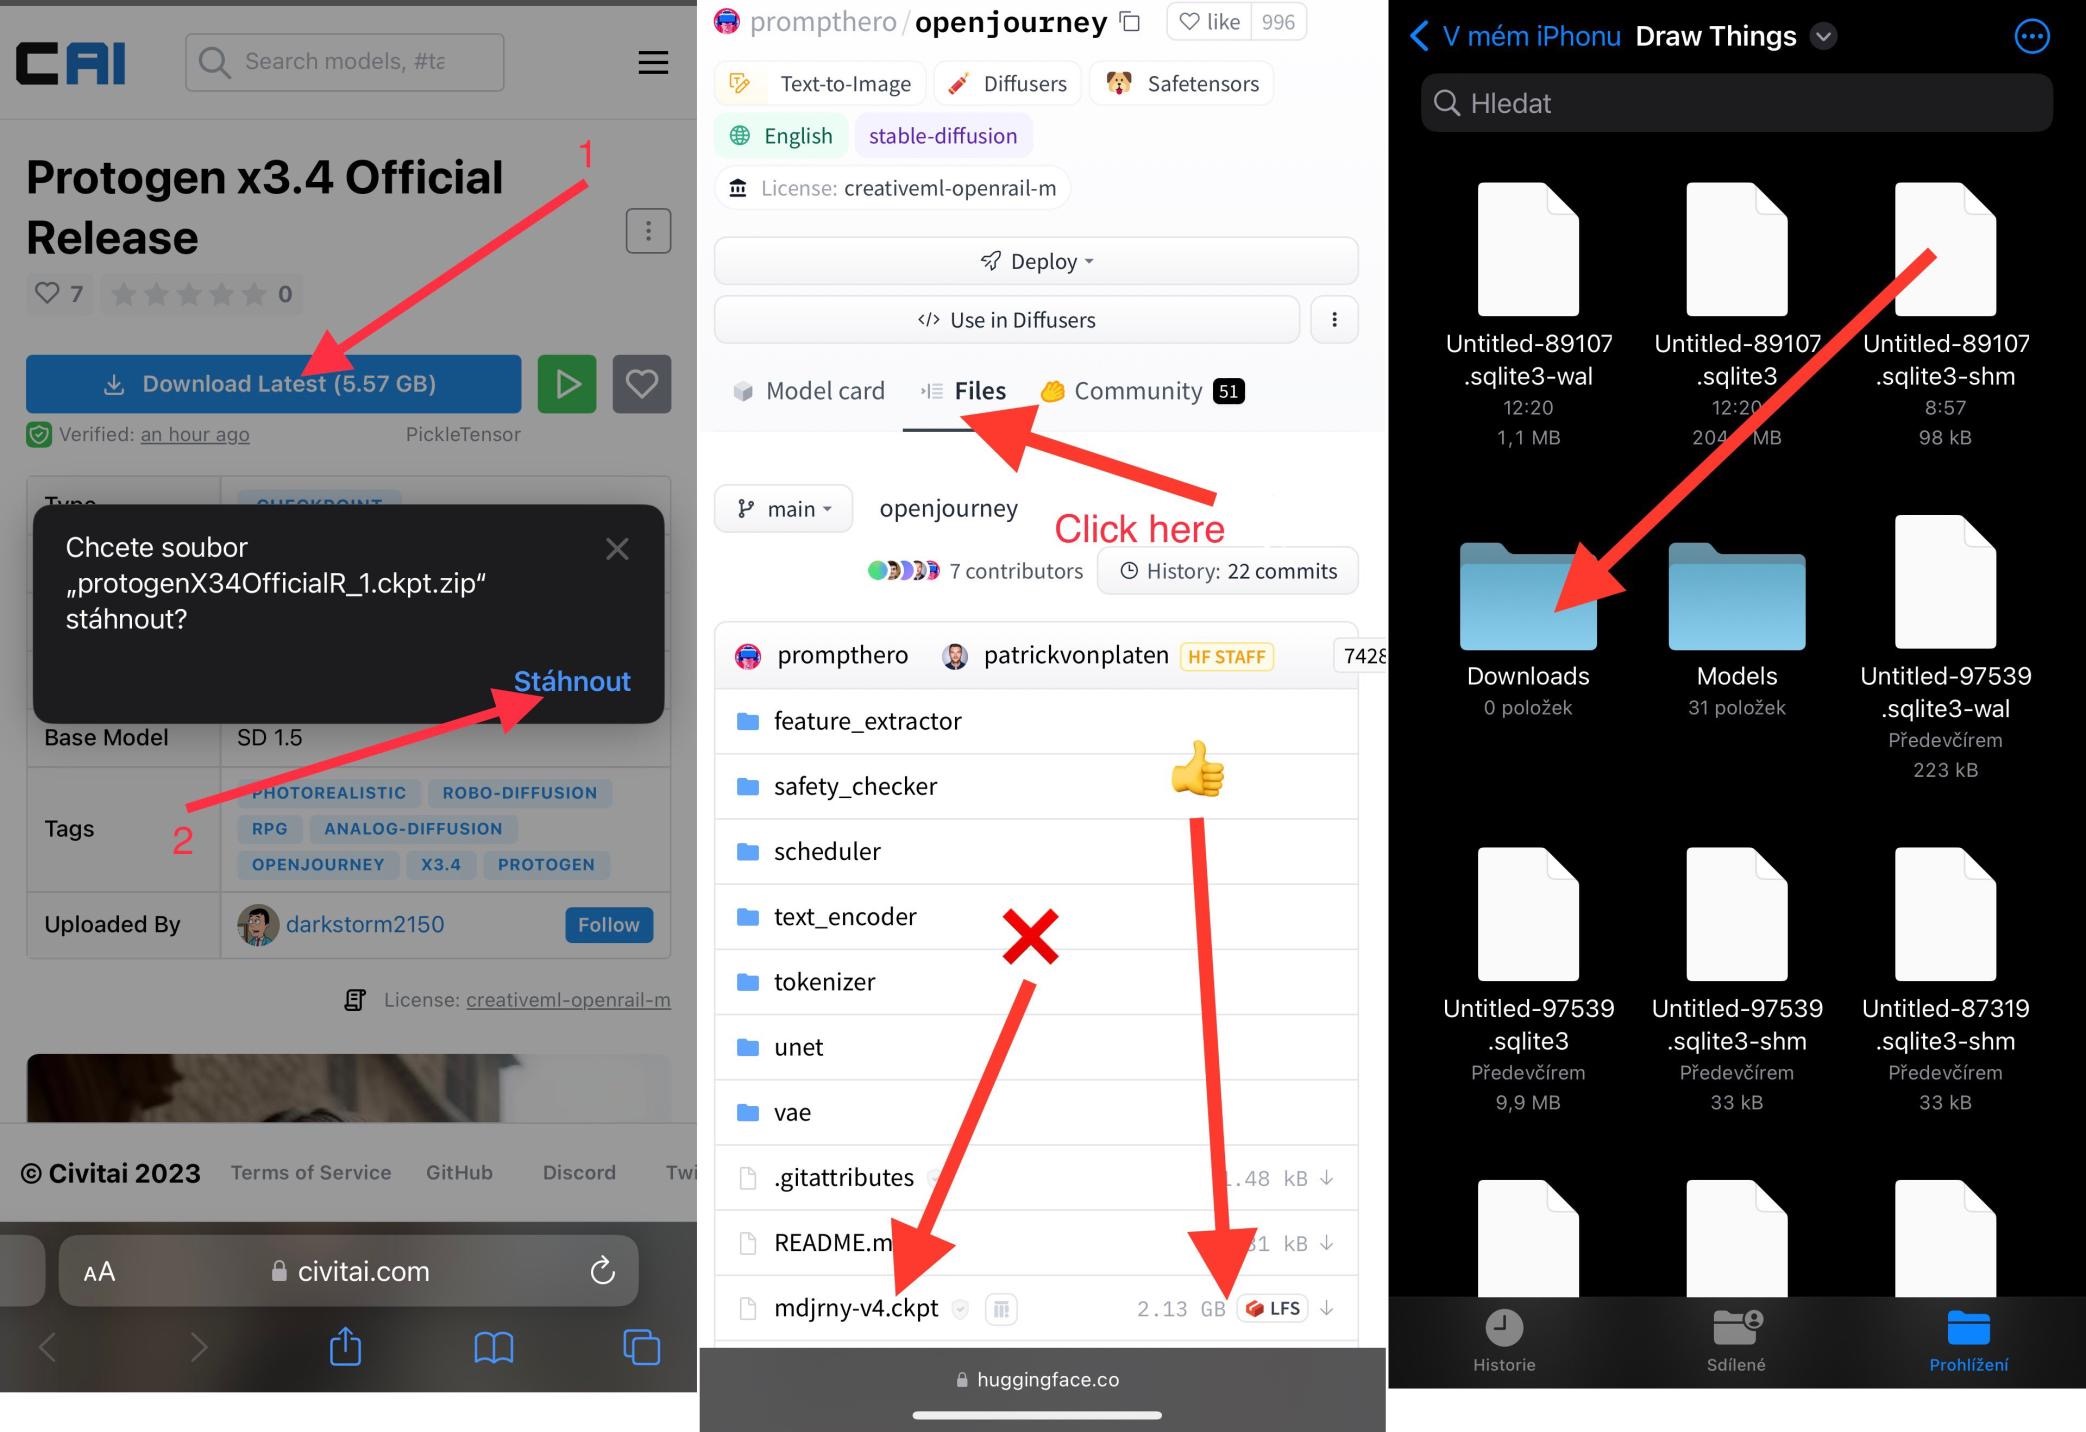 CAI
Search models, #ta
1
Protogen x3.4 Official
Release
7
0
Download Latest (5.57 GB)
Verified: an hour ago
PickleTensor
CHECKPOINT
Chcete soubor
„protogenX34OfficialR_1.ckpt.zip“
stáhnout?
Stáhnout
Base Model
SD 1.5
2
Tags
PHOTOREALISTIC
ROBO-DIFFUSION
RPG
ANALOG-DIFFUSION
OPENJOURNEY
X3.4
PROTOGEN
Uploaded By
darkstorm2150
Follow
License: creativeml-openrail-m
© Civitai 2023
Terms of Service
GitHub
Discord
Twi
AA
civitai.com
prompthero/openjourney
like
996
Text-to-Image
Diffusers
Safetensors
English
stable-diffusion
License: creativeml-openrail-m
Deploy
</> Use in Diffusers
Model card
Files
Community
51
main
openjourney
Click here
7 contributors
History: 22 commits
prompthero
patrickvonplaten
HF STAFF
7428
feature_extractor
safety_checker
scheduler
text_encoder
tokenizer
unet
vae
.gitattributes
.48 kB
README.m
kB
mdjrny-v4.ckpt
2.13 GB
LFS
huggingface.co
V mém iPhonu
Draw Things
Hledat
Untitled-89107
.sqlite3-wal
12:20
1,1 MB
Untitled-89107
.sqlite3
12:20
204 MB
Untitled-89107
.sqlite3-shm
8:57
98 kB
Downloads
0 položek
Models
31 položek
Untitled-97539
.sqlite3-wal
Předevčírem
223 kB
Untitled-97539
.sqlite3
Předevčírem
9,9 MB
Untitled-97539
.sqlite3-shm
Předevčírem
33 kB
Untitled-87319
.sqlite3-shm
Předevčírem
33 kB
Historie
Sdílené
Prohlížení